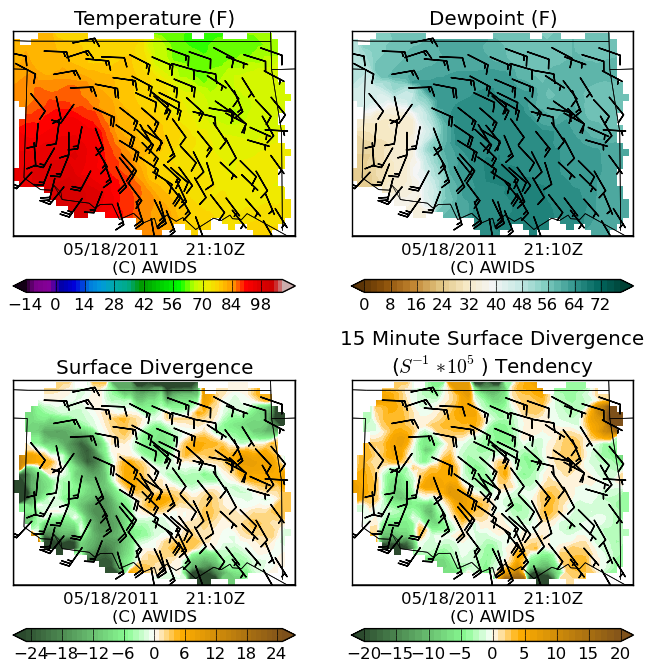 Temperature (F)
Dewpoint (F)
05/18/2011 21:10Z
(C) AWIDS
05/18/2011 21:10Z
(C) AWIDS
−14 0 14 28 42 56 70 84 98
0 8 16 24 32 40 48 56 64 72
Surface Divergence
15 Minute Surface Divergence
(S⁻¹ *10⁵ ) Tendency
05/18/2011 21:10Z
(C) AWIDS
05/18/2011 21:10Z
(C) AWIDS
−24 −18 −12 −6 0 6 12 18 24
−20 −15 −10 −5 0 5 10 15 20